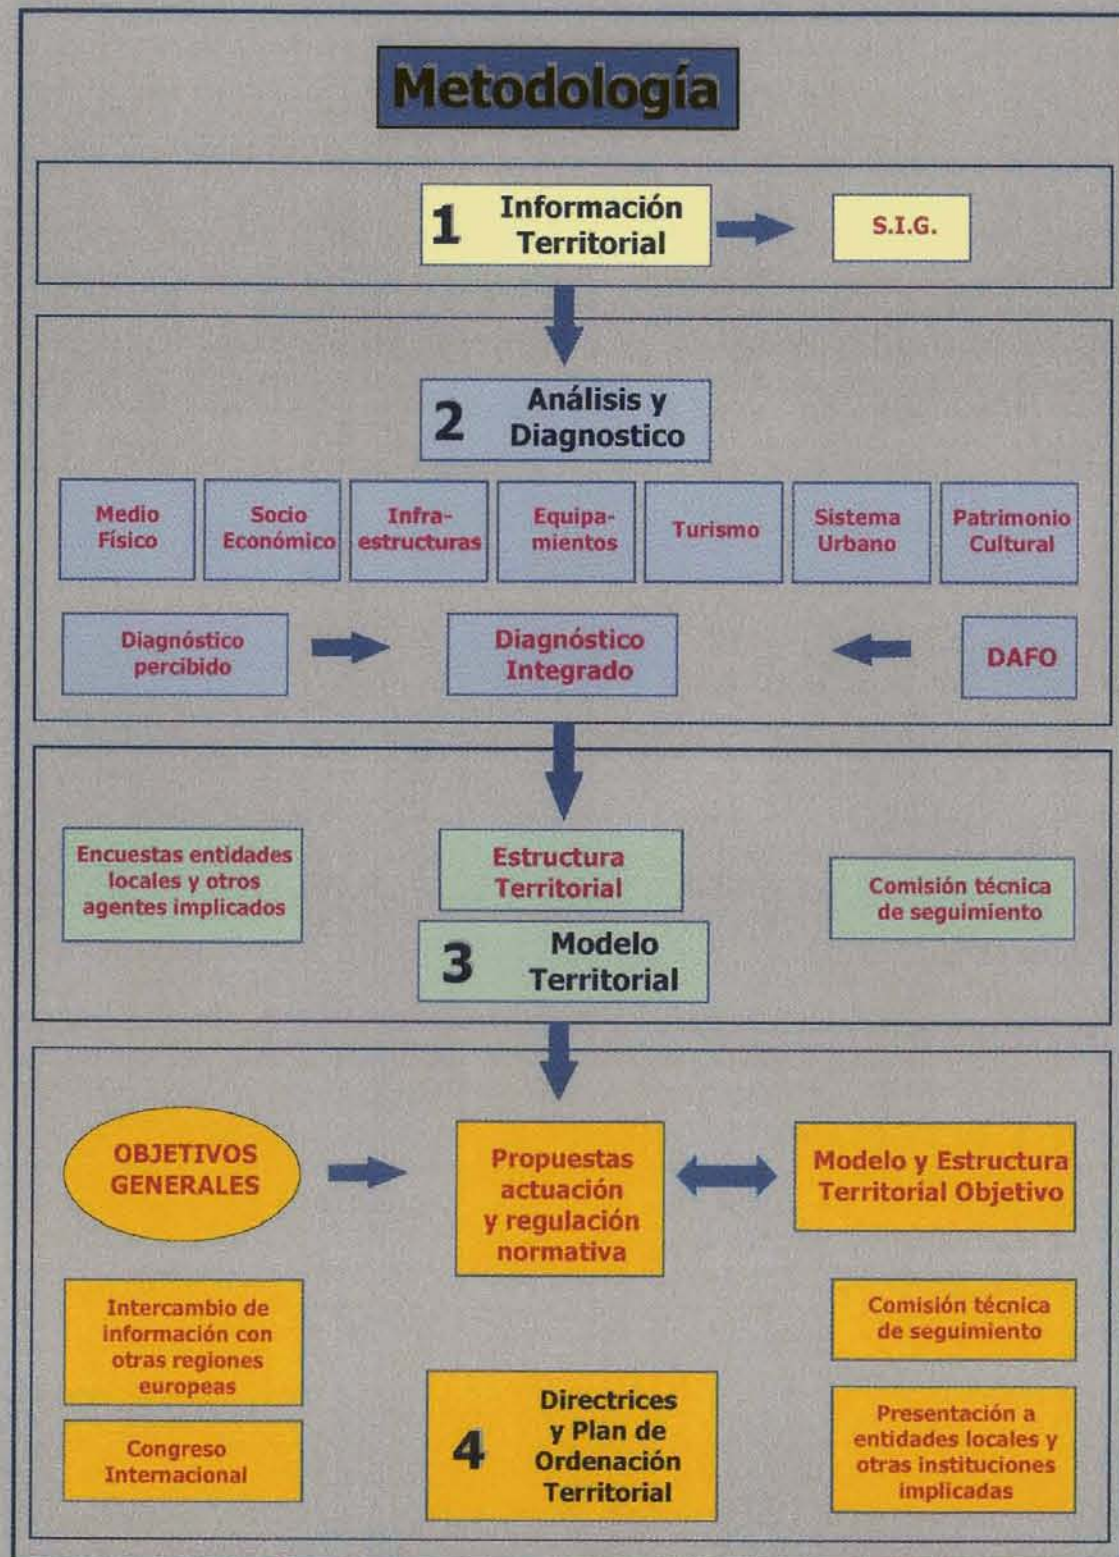 Metodología
1 Información
Territorial
S.I.G.
2 Análisis y
Diagnostico
Medio
Físico
Socio
Económico
Infra-
estructuras
Equipa-
mientos
Turismo
Sistema
Urbano
Patrimonio
Cultural
Diagnóstico
percibido
Diagnóstico
Integrado
DAFO
Encuestas entidades
locales y otros
agentes implicados
Estructura
Territorial
Comisión técnica
de seguimiento
3 Modelo
Territorial
OBJETIVOS
GENERALES
Propuestas
actuación
y regulación
normativa
Modelo y Estructura
Territorial Objetivo
Intercambio de
información con
otras regiones
europeas
Comisión técnica
de seguimiento
Congreso
Internacional
4 Directrices
y Plan de
Ordenación
Territorial
Presentación a
entidades locales y
otras instituciones
implicadas